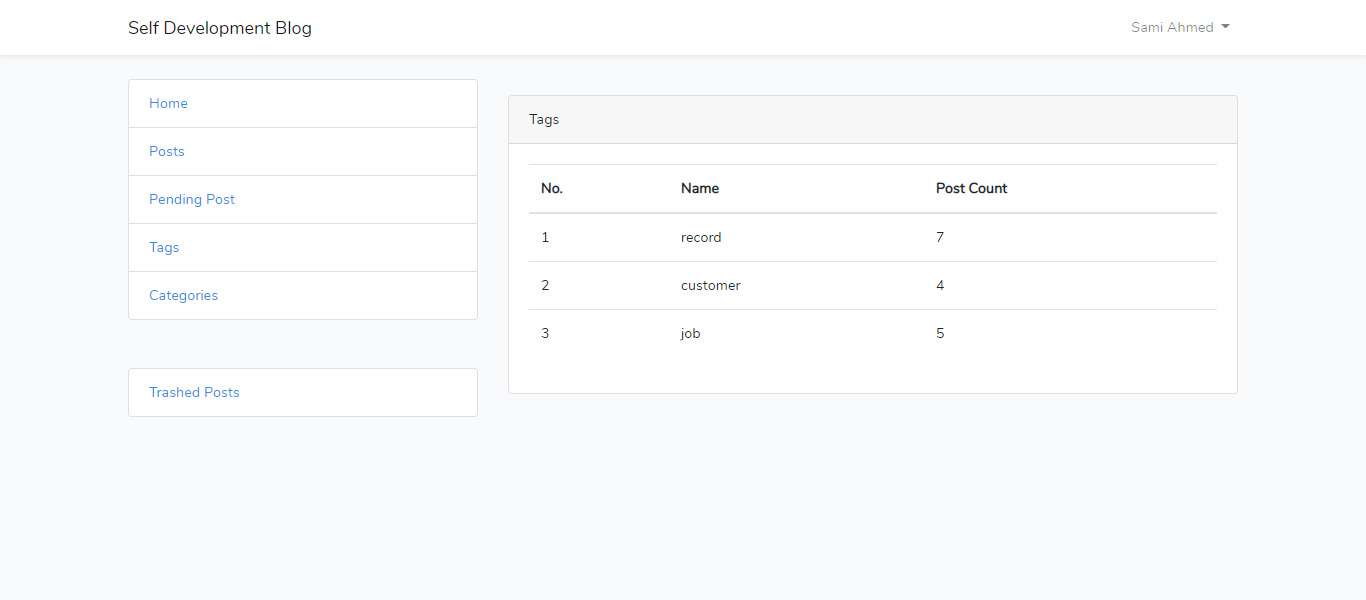 Self Development Blog
Sami Ahmed
Home
Posts
Pending Post
Tags
Categories
Trashed Posts
Tags
No. Name Post Count
1 record 7
2 customer 4
3 job 5